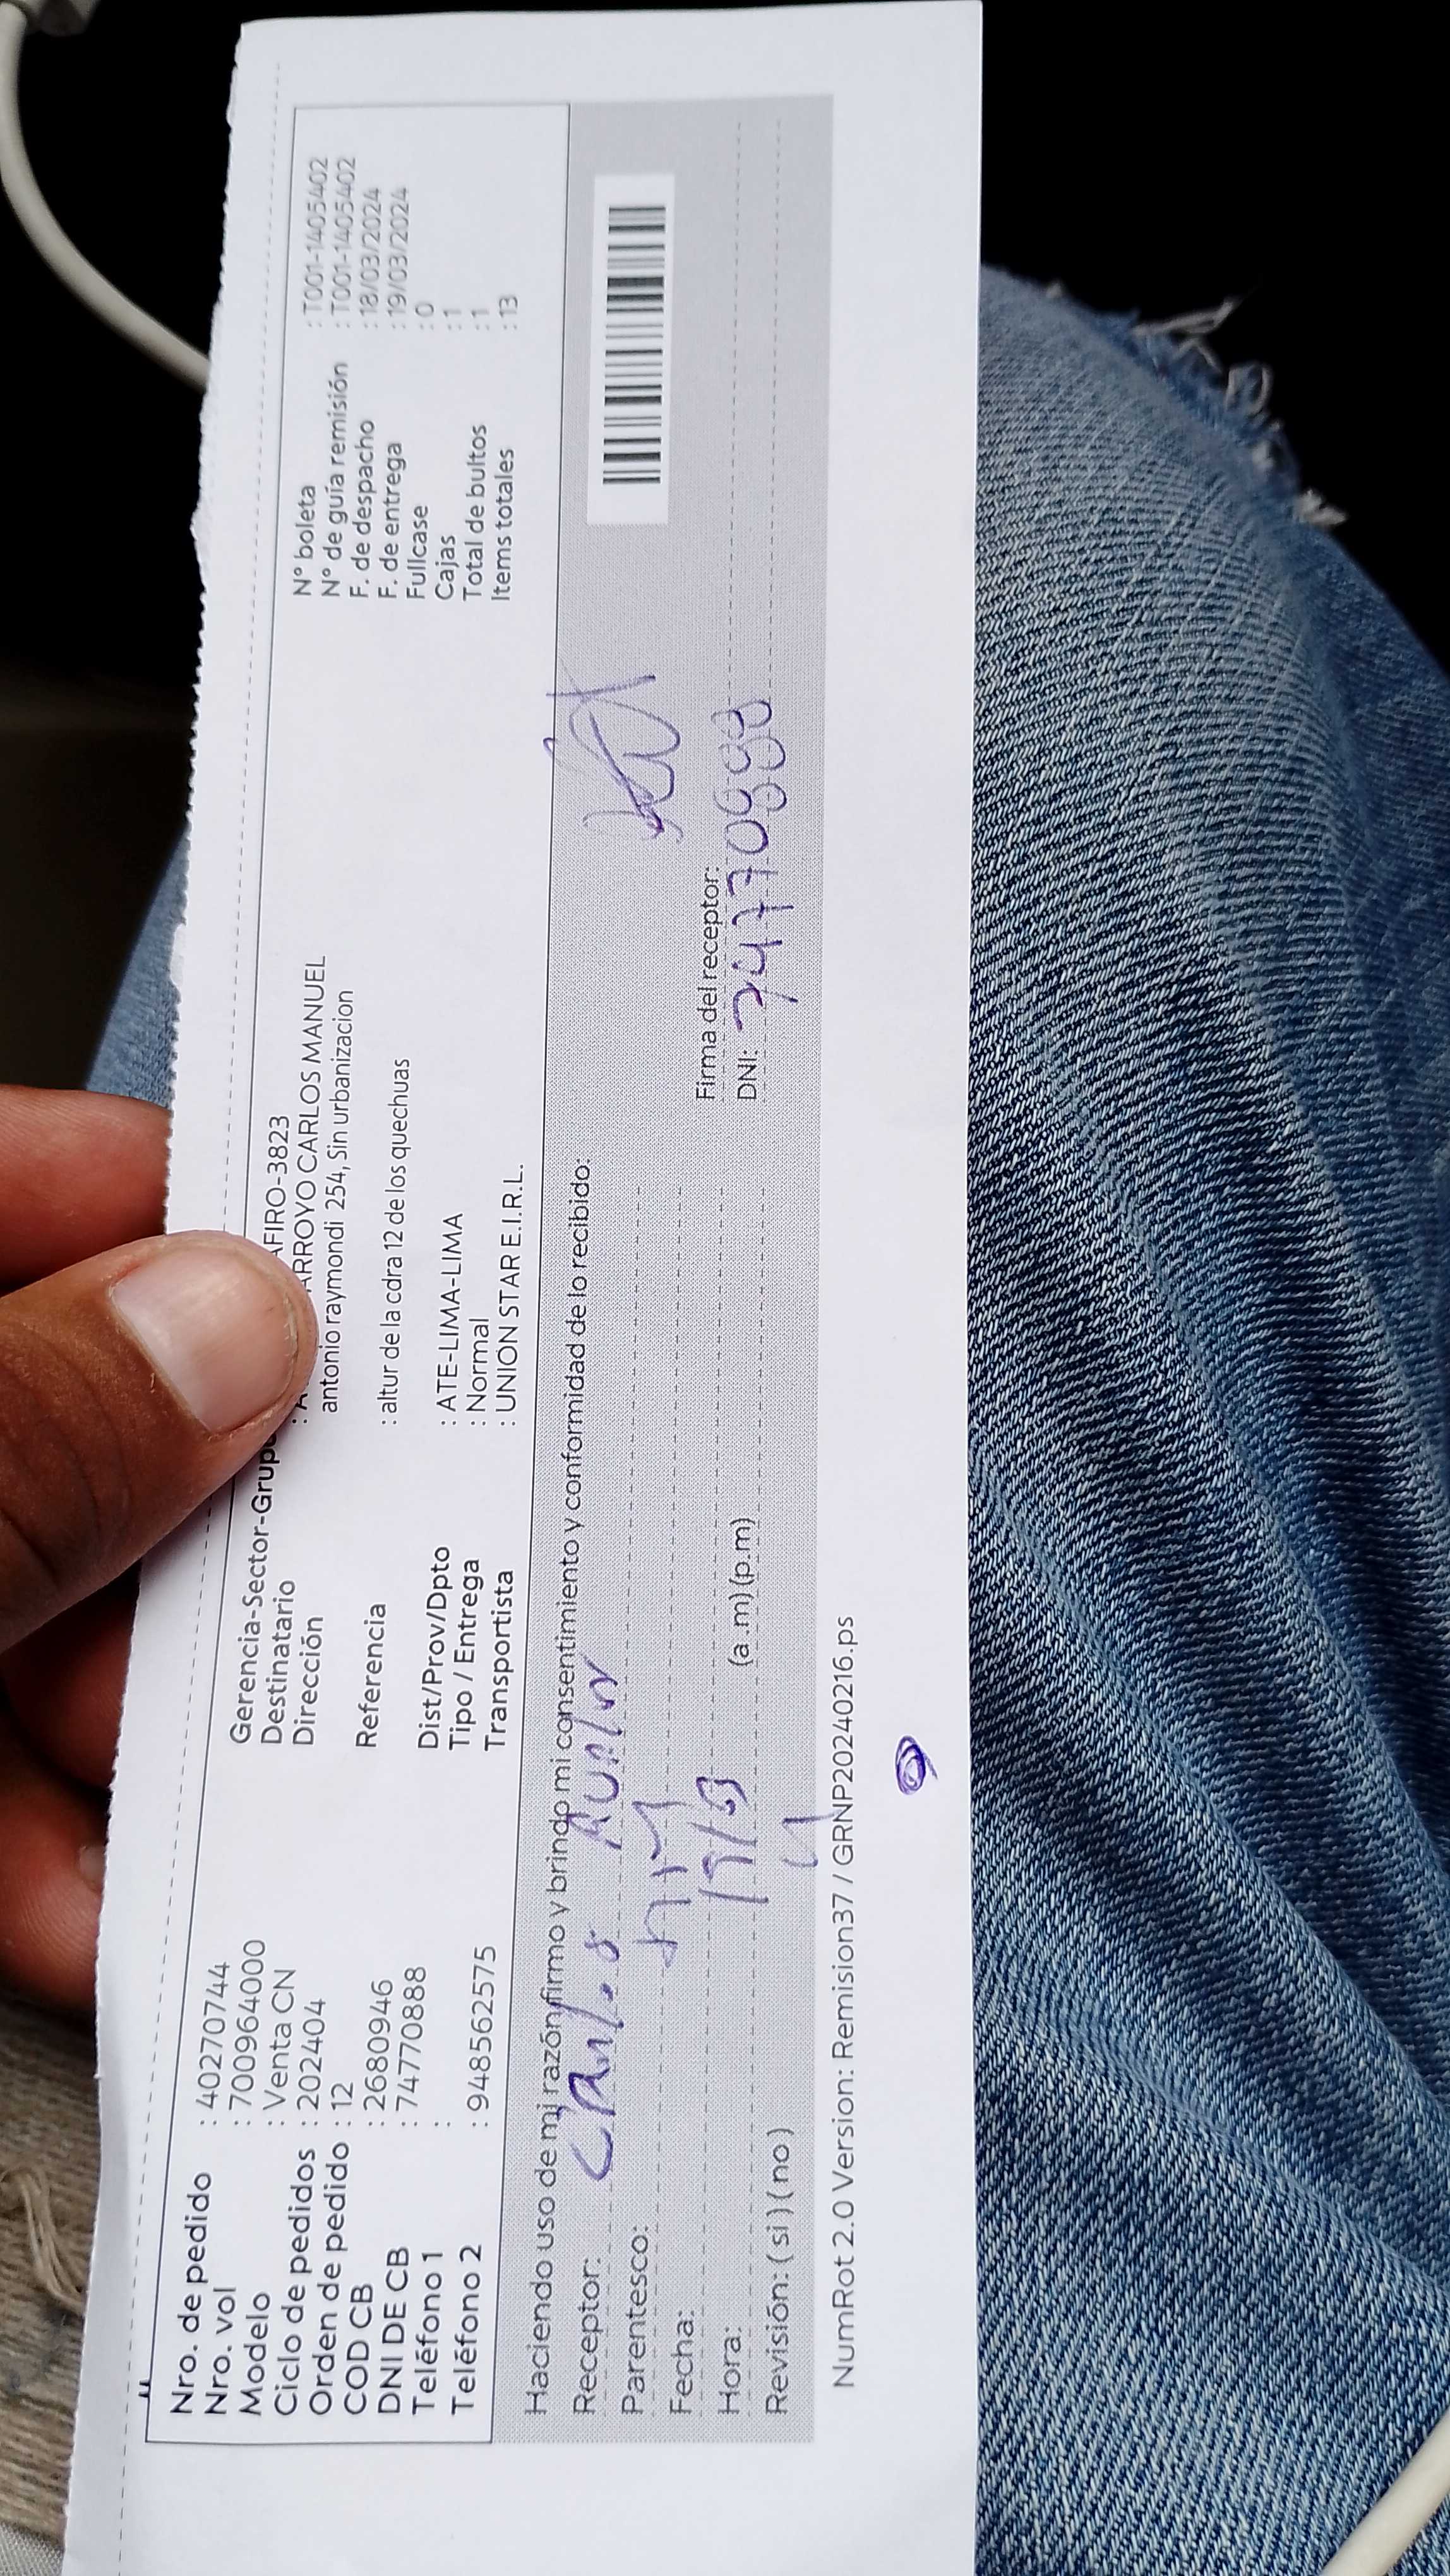 Nro. de pedido : 40270744
Nro. vol : 7009640000
Modelo : Venta CN
Ciclo de pedidos : 202404
Orden de pedido : 12
COD CB : 2680946
DNI DE CB : 74770888
Teléfono 1 :
Teléfono 2 : 948562575
Gerencia-Sector-Grup AFIRO-3823
Destinatario : ARROYO CARLOS MANUEL
Dirección antonio raymondi 254, Sin urbanizacion
Referencia : altur de la cdra 12 de los quechuas
Dist/Prov/Dpto : ATE-LIMA-LIMA
Tipo / Entrega : Normal
Transportista : UNION STAR E.I.R.L.
N° boleta : T001-1405402
N° de guía remisión : T001-1405402
F. de despacho : 18/03/2024
F. de entrega : 19/03/2024
Fullcase : 0
Cajas : 1
Total de bultos : 1
Items totales : 13
Haciendo uso de mi razón firmo y brindo mi consentimiento y conformidad de lo recibido:
Receptor: Carlos
Parentesco:
Fecha: 19/3
Hora: (a.m) (p.m)
Revisión: ( si ) ( no )
Firma del receptor:
DNI: 74770888
NumRot 2.0 Version: Remision37 / GRNP20240216.ps